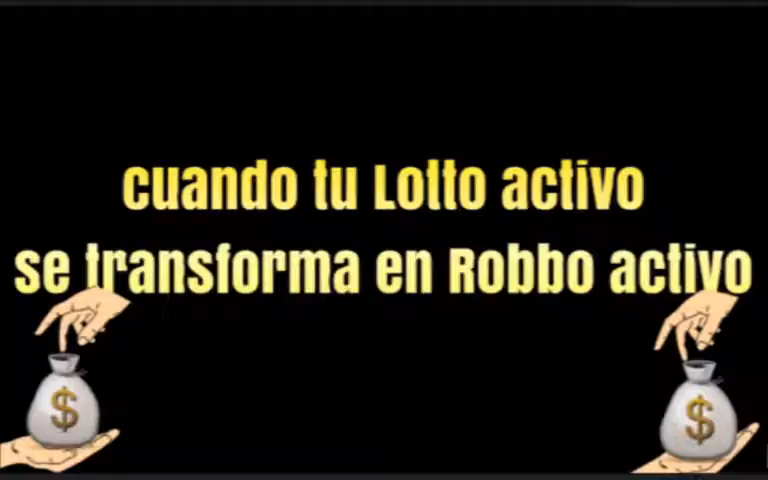 cuando tu Lotto activo
se transforma en Robbo activo
$ $